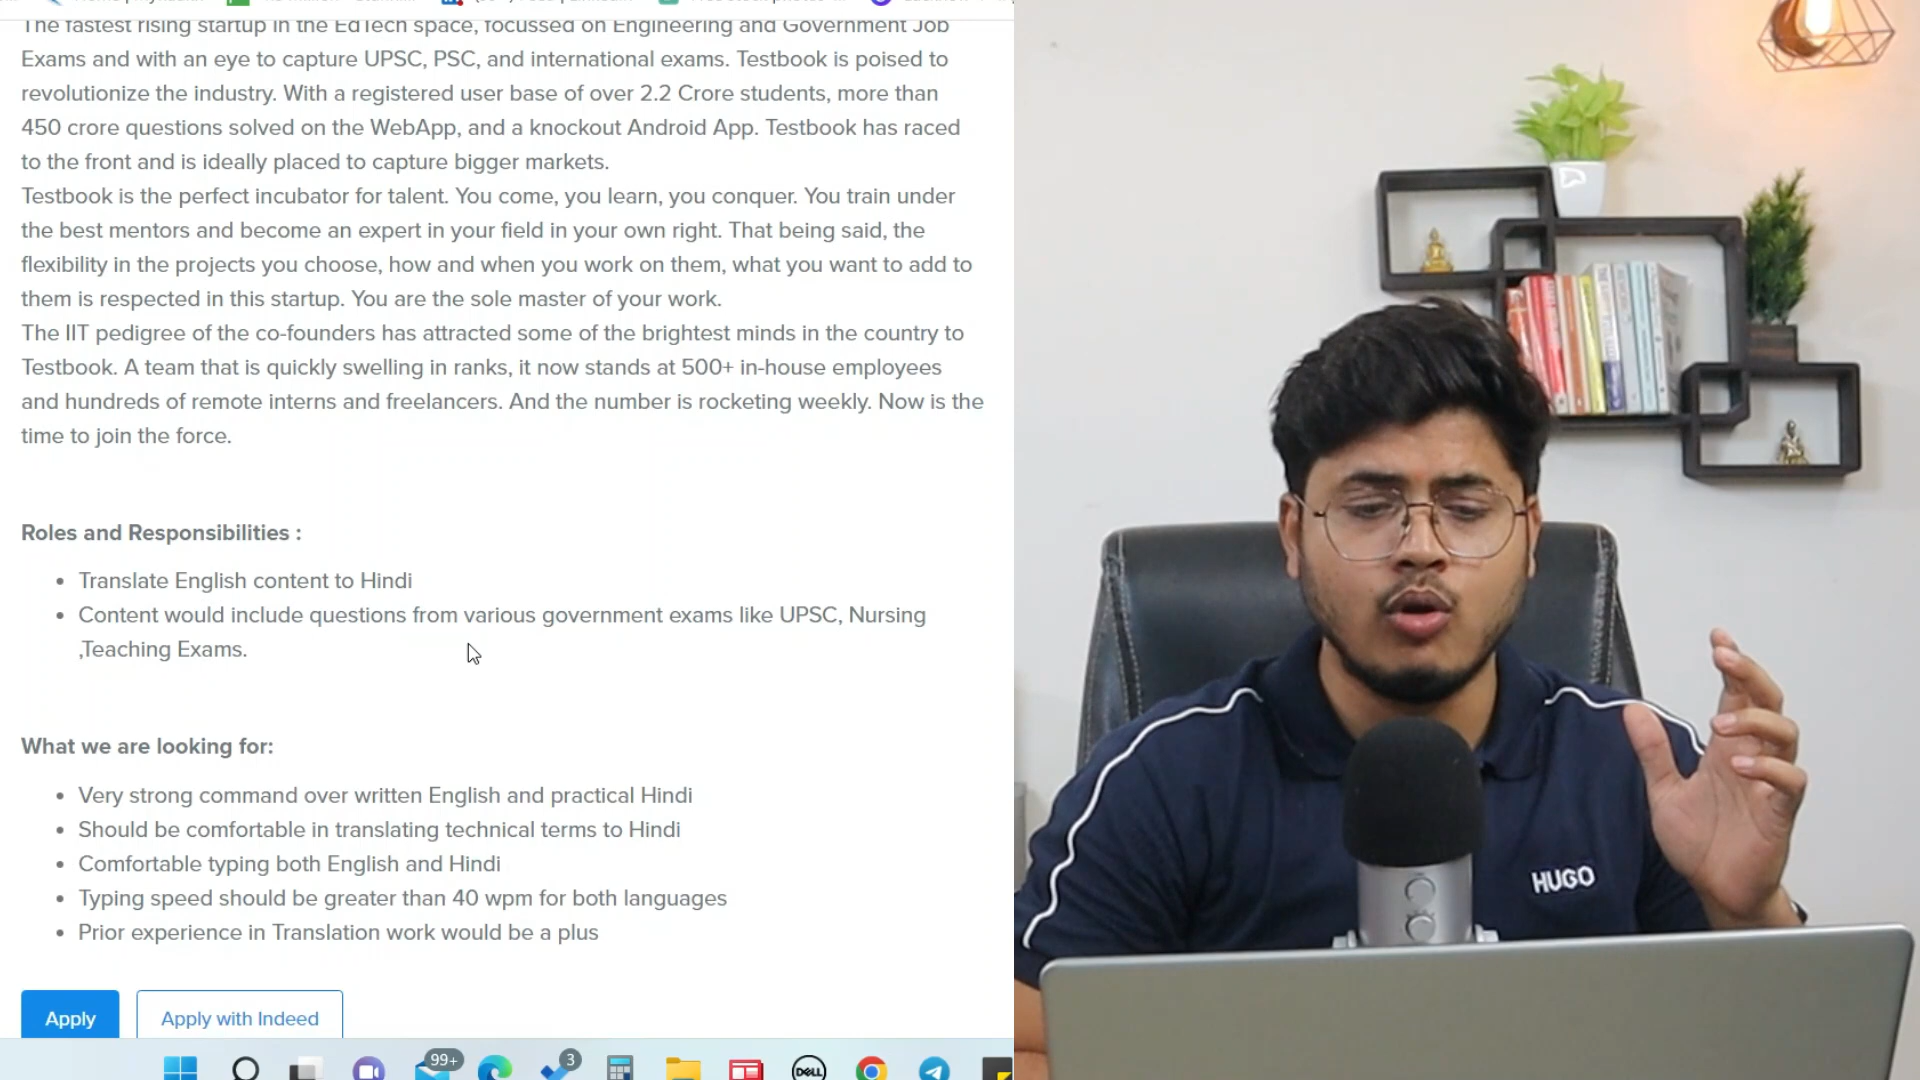 The fastest rising startup in the EdTech space, focussed on Engineering and Government Job
Exams and with an eye to capture UPSC, PSC, and international exams. Testbook is poised to
revolutionize the industry. With a registered user base of over 2.2 Crore students, more than
450 crore questions solved on the WebApp, and a knockout Android App. Testbook has raced
to the front and is ideally placed to capture bigger markets.
Testbook is the perfect incubator for talent. You come, you learn, you conquer. You train under
the best mentors and become an expert in your field in your own right. That being said, the
flexibility in the projects you choose, how and when you work on them, what you want to add to
them is respected in this startup. You are the sole master of your work.
The IIT pedigree of the co-founders has attracted some of the brightest minds in the country to
Testbook. A team that is quickly swelling in ranks, it now stands at 500+ in-house employees
and hundreds of remote interns and freelancers. And the number is rocketing weekly. Now is the
time to join the force.
Roles and Responsibilities :
Translate English content to Hindi
Content would include questions from various government exams like UPSC, Nursing
,Teaching Exams.
What we are looking for:
Very strong command over written English and practical Hindi
Should be comfortable in translating technical terms to Hindi
Comfortable typing both English and Hindi
Typing speed should be greater than 40 wpm for both languages
Prior experience in Translation work would be a plus
Apply
Apply with Indeed
99+
3
DELL
HUGO